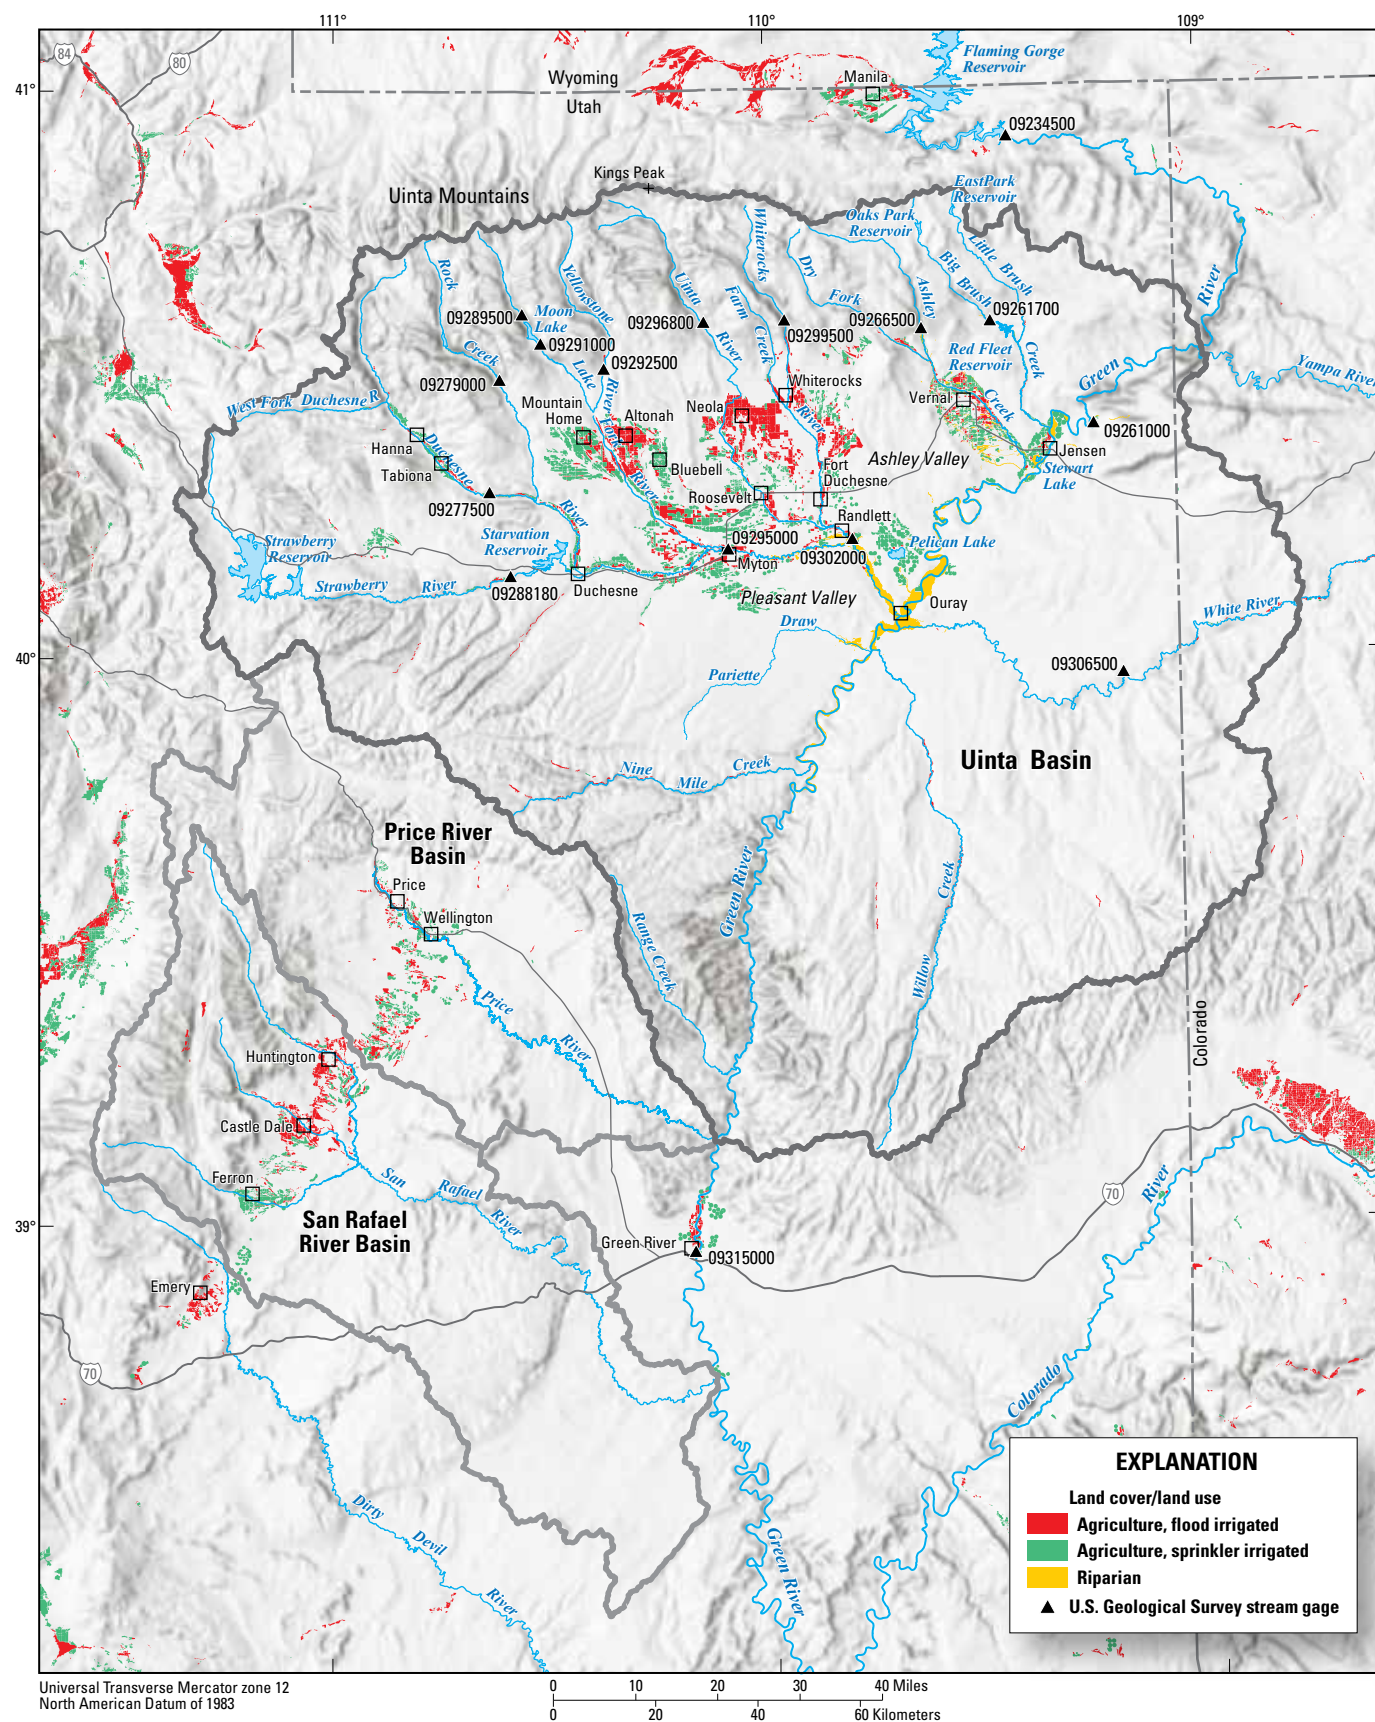 111°
110°
109°
84
80
Wyoming
Utah
Manila
Flaming Gorge
Reservoir
41°
09234500
Kings Peak
Uinta Mountains
EastPark
Reservoir
Oaks Park
Reservoir
Whiterocks
Rock
Yellowstone
Uinta
Dry
Fork
Little Brush
Big Brush
Ashley
River
Farm
Creek
Moon
Lake
09289500
09291000
09296800
09299500
09266500
09261700
09292500
09279000
Creek
Lake
River
River
Red Fleet
Reservoir
Creek
Green
Yampa River
West Fork Duchesne R
Whiterocks
Vernal
Creek
Mountain
Home
Altonah
Neola
River
Fork
09261000
Hanna
Duchesne
Tabiona
Bluebell
Ashley Valley
Jensen
Fort
Duchesne
Stewart
Lake
Roosevelt
River
09277500
River
Randlett
Strawberry
Reservoir
Starvation
Reservoir
09295000
Myton
09302000
Pelican Lake
Strawberry
River
09288180
Duchesne
Pleasant Valley
Ouray
White River
Draw
40°
Pariette
09306500
Uinta Basin
Nine
Mile
Creek
Price River
Basin
Price
Wellington
Green River
Creek
Range Creek
Willow
Price
River
Colorado
Huntington
Castle Dale
Ferron
San
Rafael
River
70
River
39°
San Rafael
River Basin
Green River
09315000
Emery
70
Colorado
Dirty
Devil
River
Green River
EXPLANATION
Land cover/land use
Agriculture, flood irrigated
Agriculture, sprinkler irrigated
Riparian
U.S. Geological Survey stream gage
Universal Transverse Mercator zone 12
North American Datum of 1983
0 10 20 30 40 Miles
0 20 40 60 Kilometers